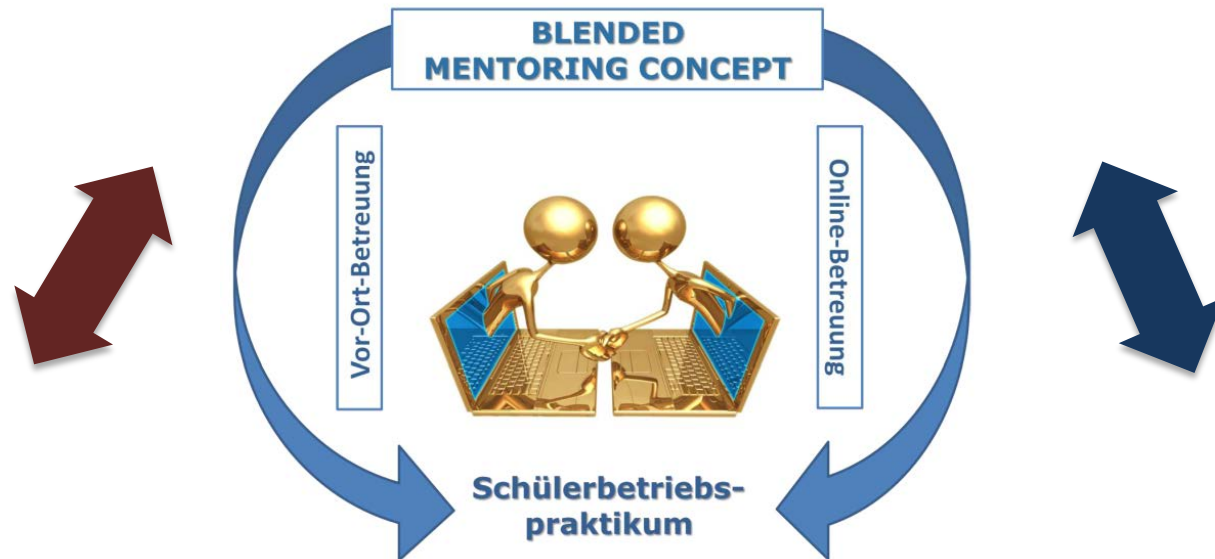 BLENDED
MENTORING CONCEPT
Vor-Ort-Betreuung
Online-Betreuung
Schülerbetriebs-
praktikum